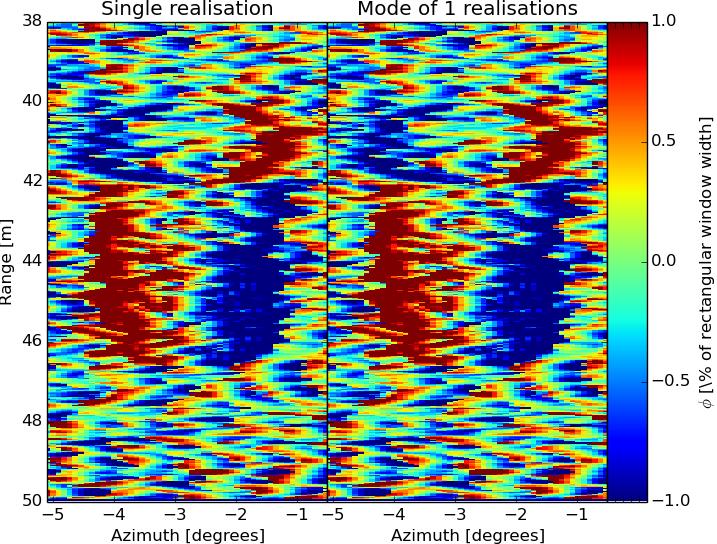 Single realisation
Mode of 1 realisations
38
40
42
44
46
48
50
Range [m]
−5 −4 −3 −2 −1
−5 −4 −3 −2 −1
Azimuth [degrees]
Azimuth [degrees]
1.0
0.5
0.0
−0.5
−1.0
ϕ [\% of rectangular window width]